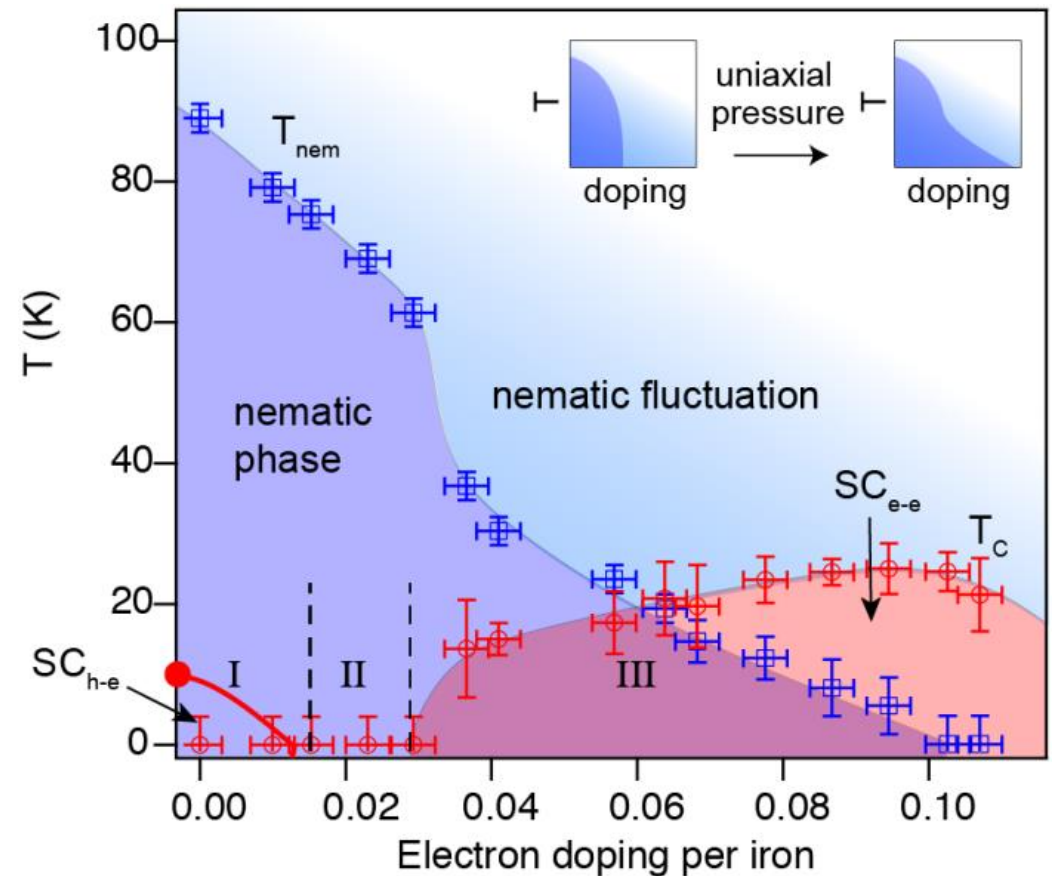 100
80
60
40
20
0
T (K)
T_nem
uniaxial
pressure
T
doping
T
doping
nematic
phase
nematic fluctuation
SC_e-e
T_C
SC_h-e
I
II
III
0.00
0.02
0.04
0.06
0.08
0.10
Electron doping per iron